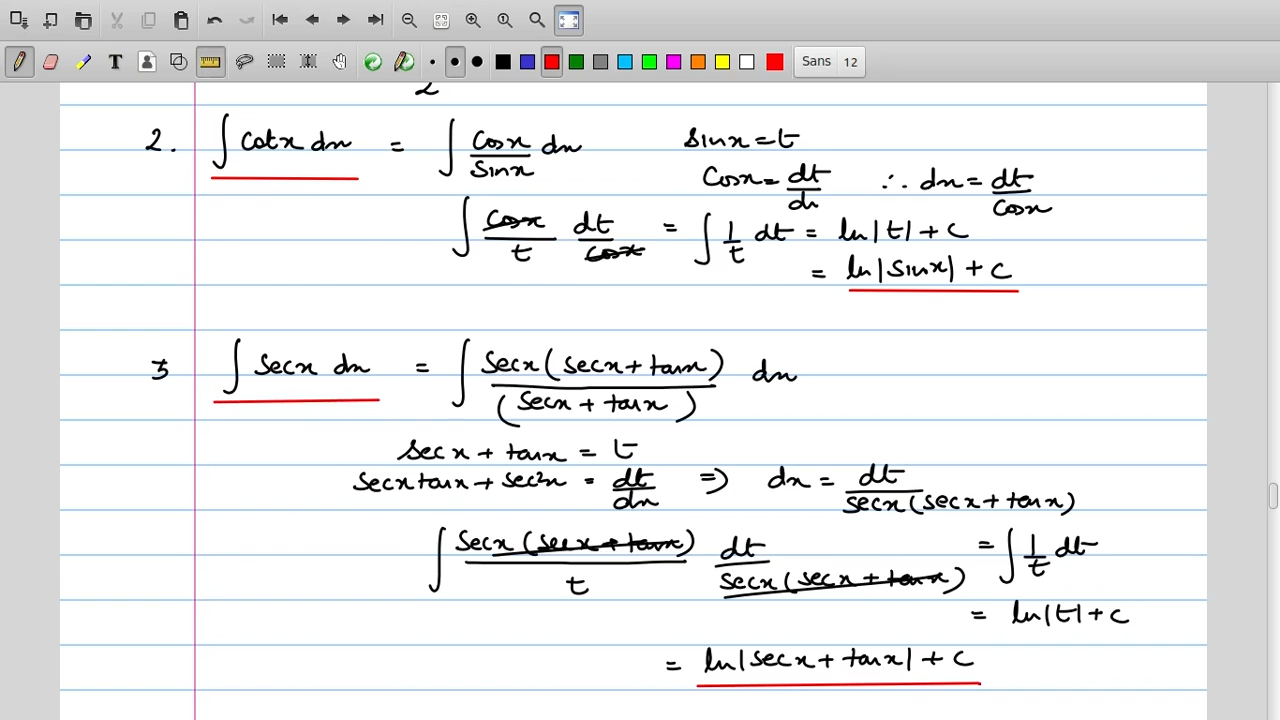 Sans 12
2
2. ∫ cotx dx = ∫ cosx/sinx dx sinx = t
cosx = dt/dx ∴ dx = dt/cosx
∫ cosx/t dt/cosx = ∫ 1/t dt = ln|t| + c
= ln|sinx| + c
3 ∫ secx dx = ∫ secx(secx + tanx)/(secx + tanx) dx
secx + tanx = t
secxtanx + sec²x = dt/dx ⇒ dx = dt/secx(secx + tanx)
∫ secx(secx + tanx)/t dt/secx(secx + tanx) = ∫ 1/t dt
= ln|t| + c
= ln|secx + tanx| + c